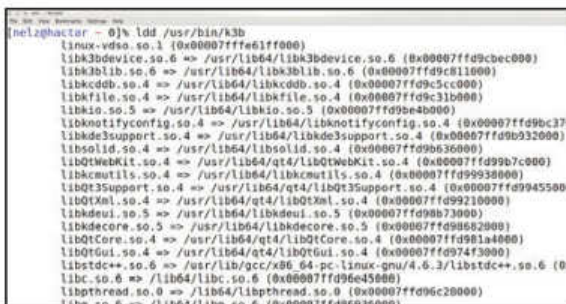 [nelz@hactar ~ 0]% ldd /usr/bin/k3b
linux-vdso.so.1 (0x00007fffe61ff000)
libk3bdevice.so.6 => /usr/lib64/libk3bdevice.so.6 (0x00007ffd9cbec000)
libk3blib.so.6 => /usr/lib64/libk3blib.so.6 (0x00007ffd9c811000)
libkcddb.so.4 => /usr/lib64/libkcddb.so.4 (0x00007ffd9c5cc000)
libkfile.so.4 => /usr/lib64/libkfile.so.4 (0x00007ffd9c31b000)
libkio.so.5 => /usr/lib64/libkio.so.5 (0x00007ffd9be4b000)
libknotifyconfig.so.4 => /usr/lib64/libknotifyconfig.so.4 (0x00007ffd9bc37
libkde3support.so.4 => /usr/lib64/libkde3support.so.4 (0x00007ffd9b932000)
libsolid.so.4 => /usr/lib64/libsolid.so.4 (0x00007ffd9b636000)
libQtWebKit.so.4 => /usr/lib64/qt4/libQtWebKit.so.4 (0x00007ffd99b7c000)
libkcmutils.so.4 => /usr/lib64/libkcmutils.so.4 (0x00007ffd99938000)
libQt3Support.so.4 => /usr/lib64/qt4/libQt3Support.so.4 (0x00007ffd9945500
libQtXml.so.4 => /usr/lib64/qt4/libQtXml.so.4 (0x00007ffd99210000)
libkdeui.so.5 => /usr/lib64/libkdeui.so.5 (0x00007ffd98b73000)
libkdecore.so.5 => /usr/lib64/libkdecore.so.5 (0x00007ffd98682000)
libQtCore.so.4 => /usr/lib64/qt4/libQtCore.so.4 (0x00007ffd981a4000)
libQtGui.so.4 => /usr/lib64/qt4/libQtGui.so.4 (0x00007ffd974f3000)
libstdc++.so.6 => /usr/lib/gcc/x86_64-pc-linux-gnu/4.6.3/libstdc++.so.6 (0
libc.so.6 => /lib64/libc.so.6 (0x00007ffd96e45000)
libpthread.so.0 => /lib64/libpthread.so.0 (0x00007ffd96c28000)